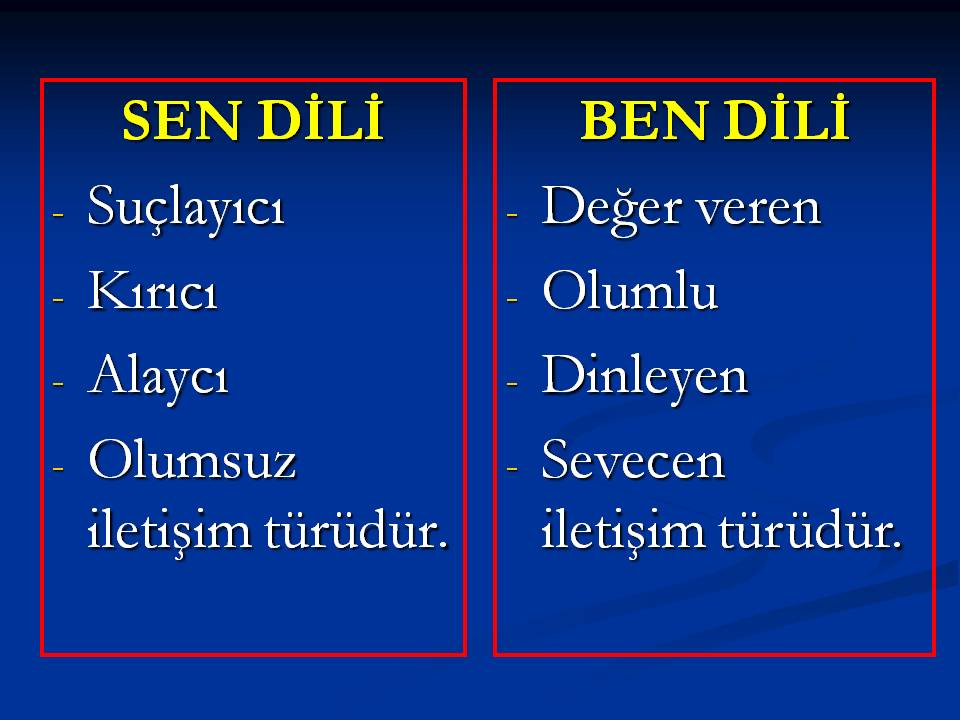 SEN DİLİ
- Suçlayıcı
- Kırıcı
- Alaycı
- Olumsuz
iletişim türüdür.
BEN DİLİ
- Değer veren
- Olumlu
- Dinleyen
- Sevecen
iletişim türüdür.